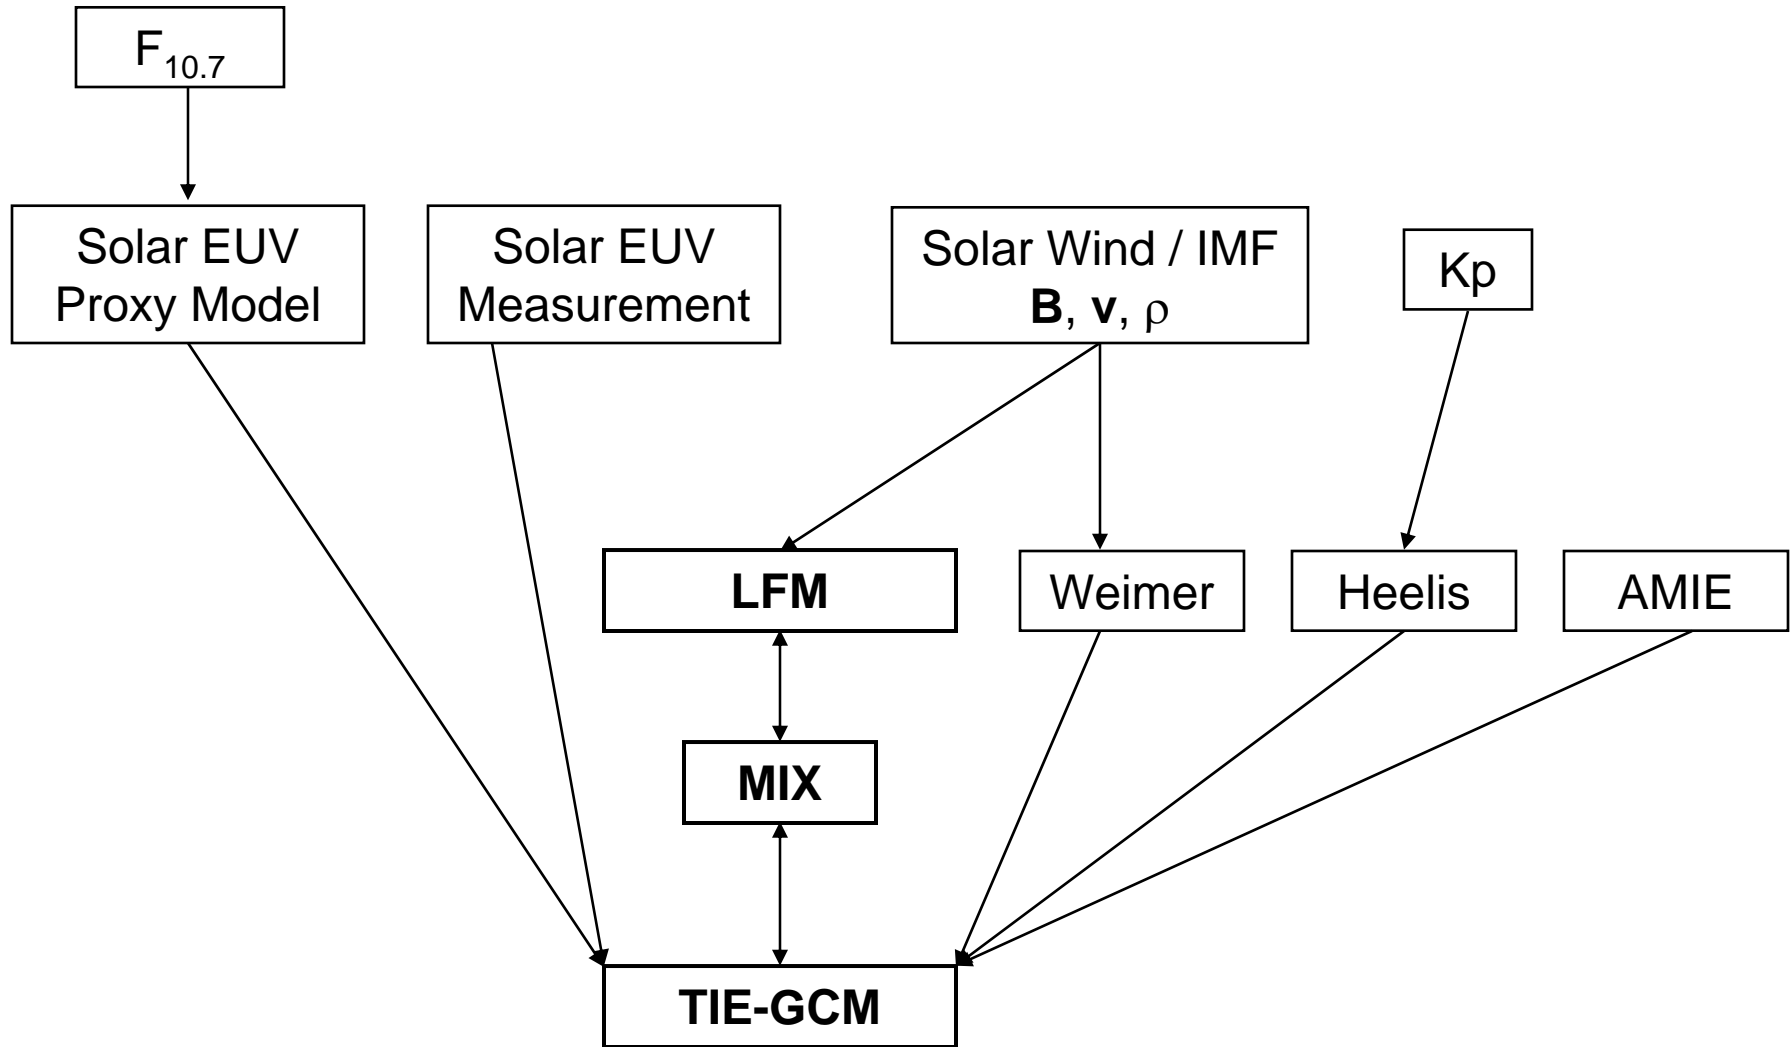 F10.7
Solar EUV
Proxy Model
Solar EUV
Measurement
Solar Wind / IMF
B, v, ρ
Kp
LFM
Weimer
Heelis
AMIE
MIX
TIE-GCM